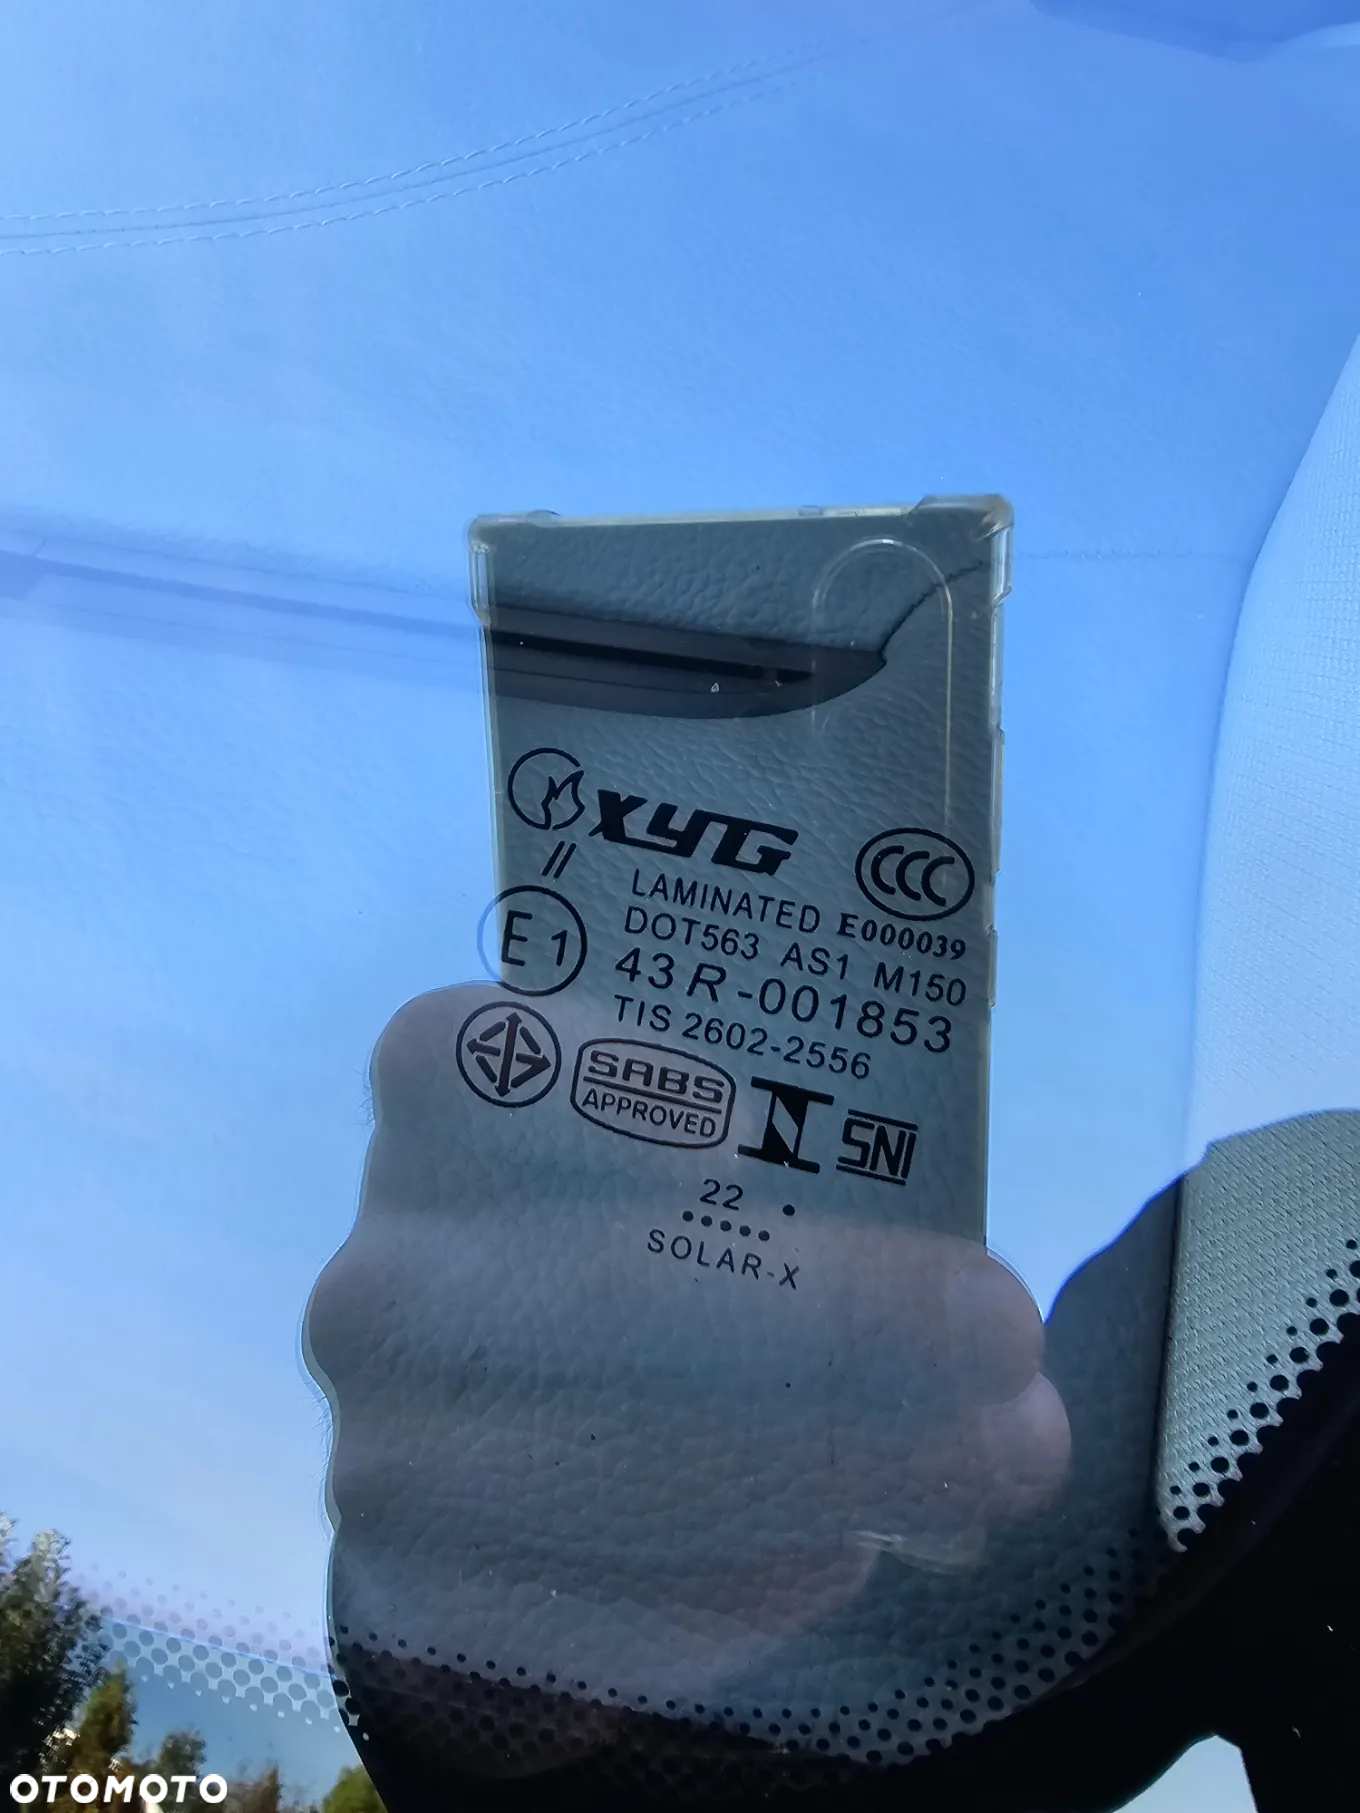 XYG
CCC
//
LAMINATED E000039
E1
DOT563 AS1 M150
43R-001853
TIS 2602-2556
SABS
APPROVED
SNI
22 •
•••••
SOLAR-X
OTOMOTO